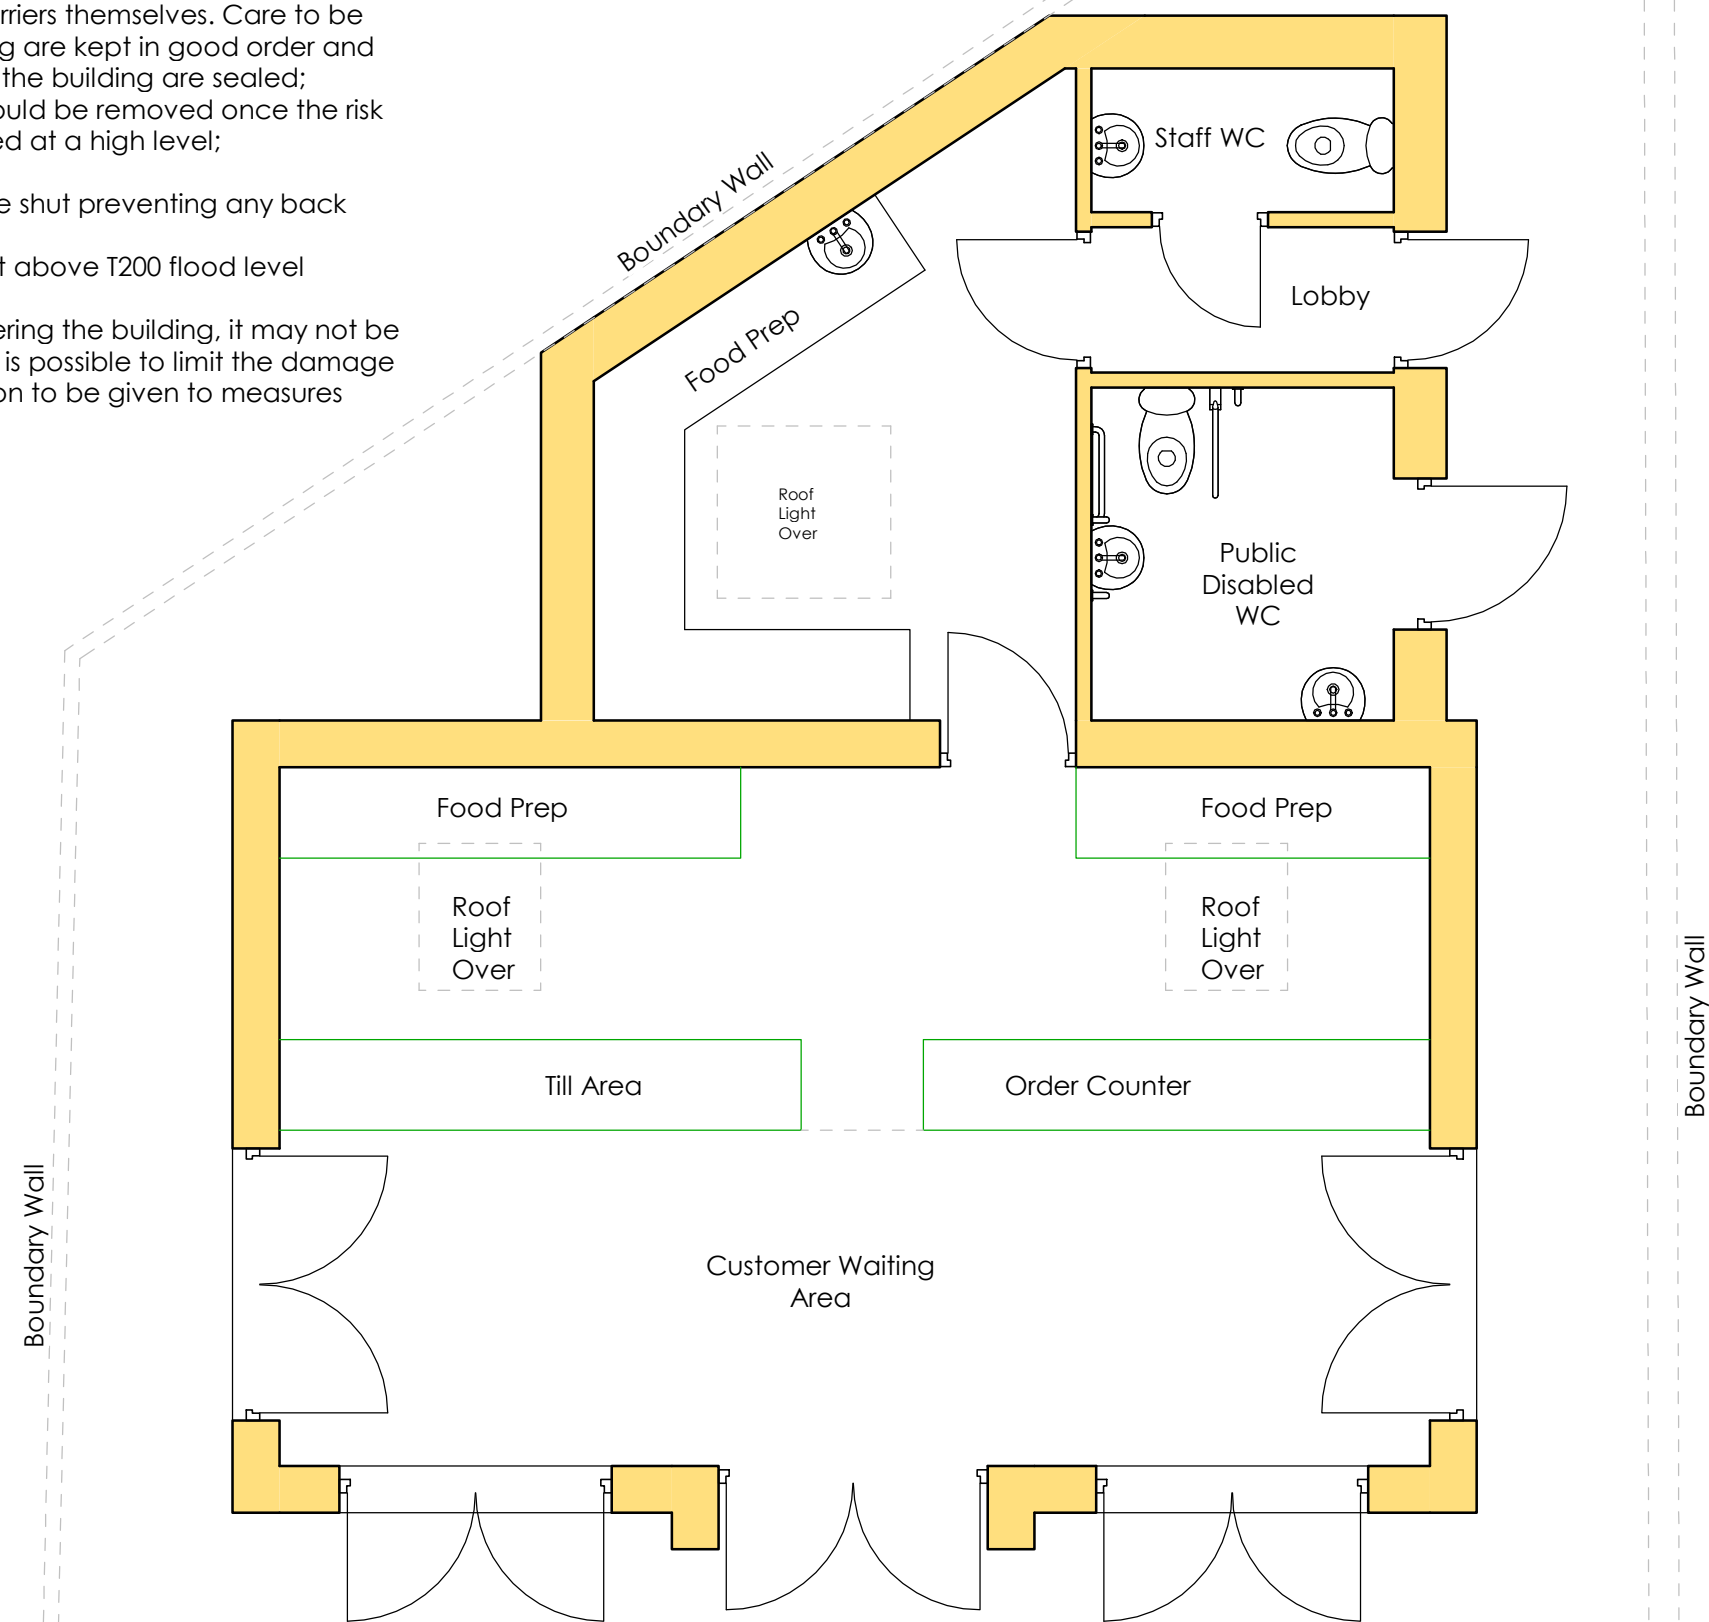 rriers themselves. Care to be
g are kept in good order and
the building are sealed;
ould be removed once the risk
ed at a high level;
e shut preventing any back
t above T200 flood level
ering the building, it may not be
is possible to limit the damage
on to be given to measures
Boundary Wall
Staff WC
Lobby
Food Prep
Roof
Light
Over
Public
Disabled
WC
Food Prep
Food Prep
Roof
Light
Over
Roof
Light
Over
Till Area
Order Counter
Boundary Wall
Boundary Wall
Customer Waiting
Area